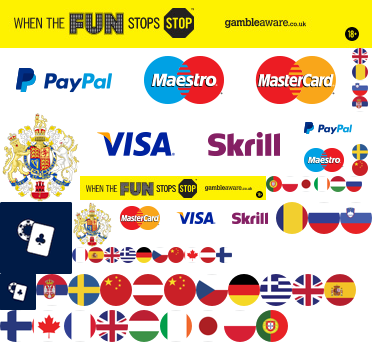 WHEN THE FUN STOPS STOP gambleaware.co.uk 18+
PayPal Maestro MasterCard
VISA Skrill PayPal
Maestro
WHEN THE FUN STOPS STOP gambleaware.co.uk
MasterCard VISA Skrill